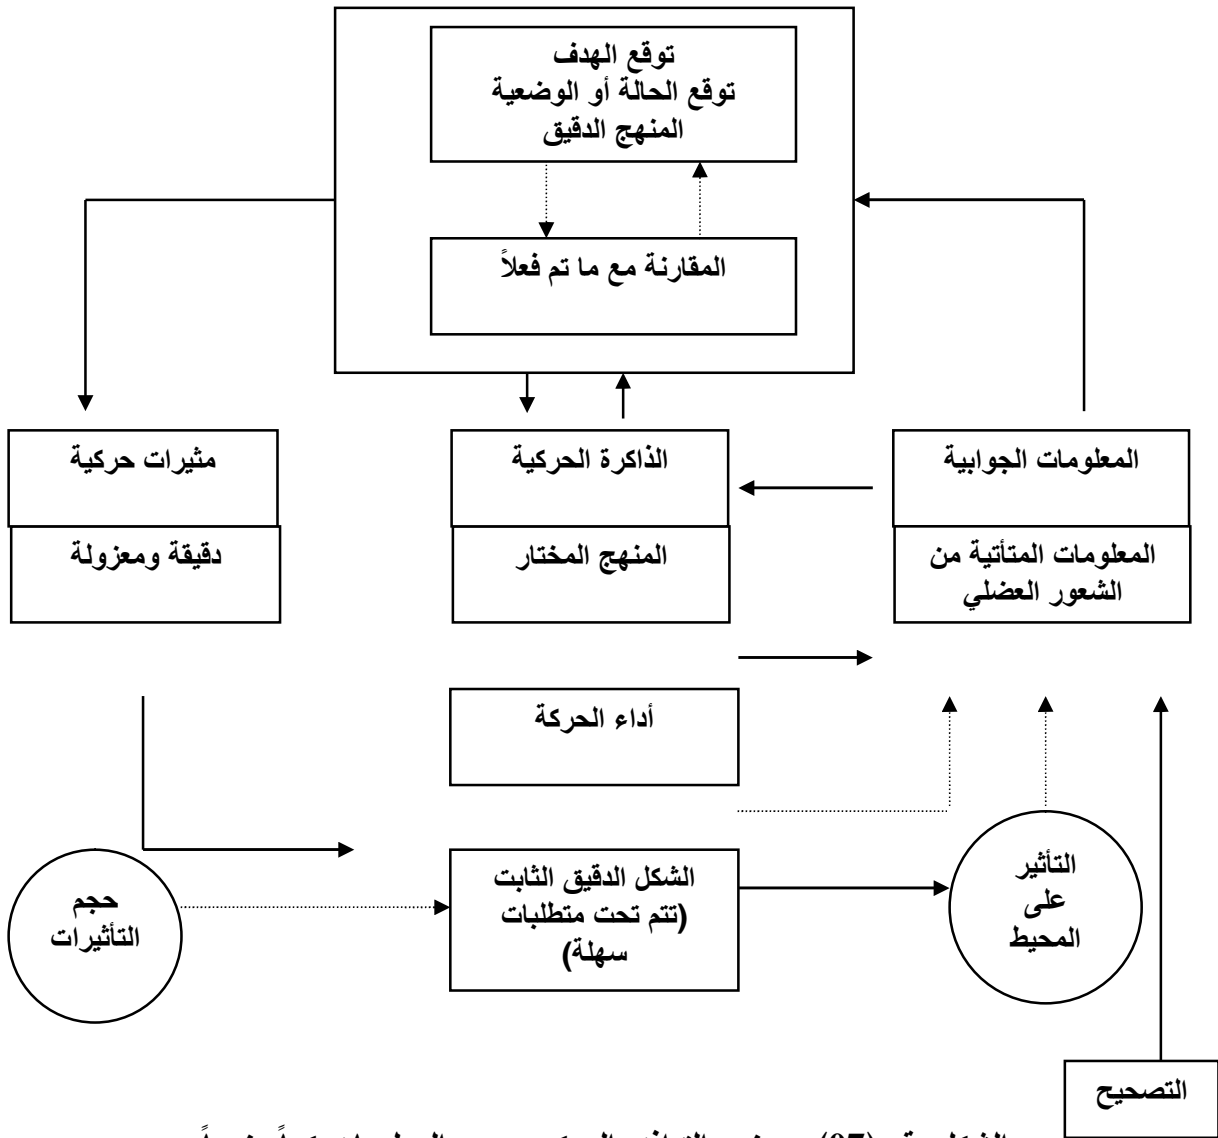 توقع الهدف
توقع الحالة أو الوضعية
المنهج الدقيق
المقارنة مع ما تم فعلاً
المعلومات الجوابية
الذاكرة الحركية
مثيرات حركية
المعلومات المتأتية من
الشعور العضلي
المنهج المختار
دقيقة ومعزولة
أداء الحركة
التأثير
على
المحيط
الشكل الدقيق الثابت
(تتم تحت متطلبات
سهلة)
حجم
التأثيرات
التصحيح
(07)